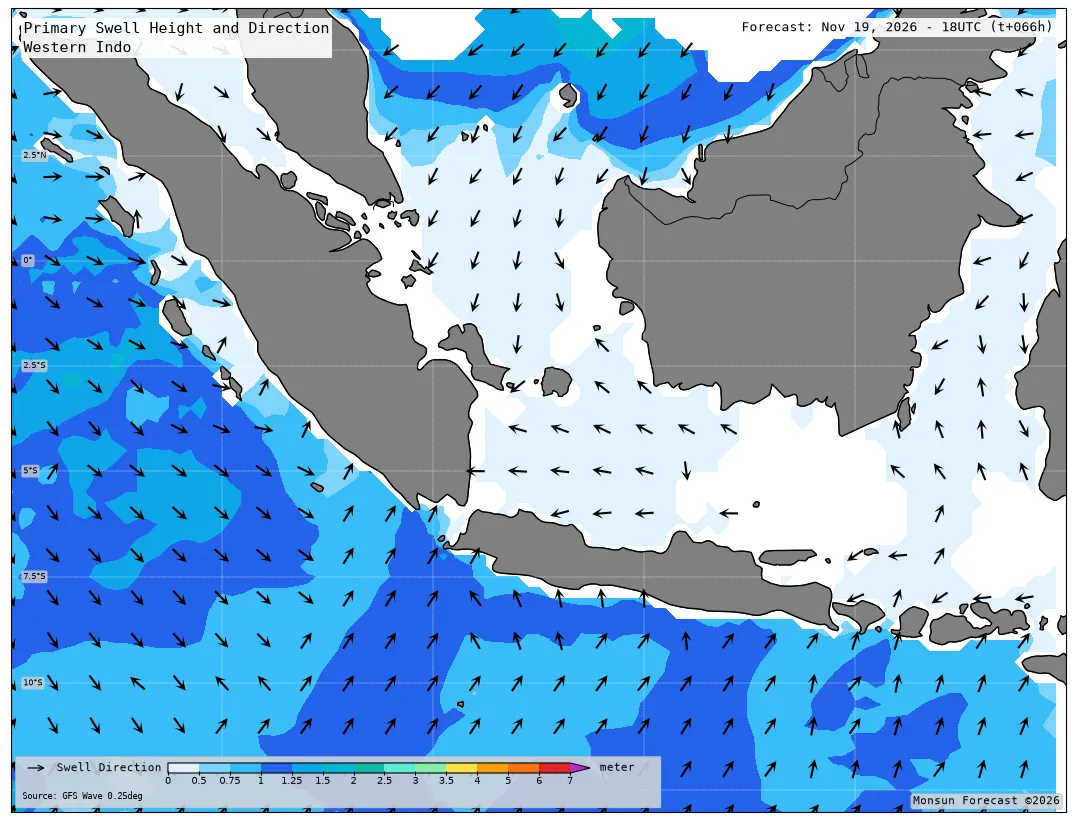 Primary Swell Height and Direction
Western Indo
Forecast: Nov 19, 2026 - 18UTC (t+066h)
2.5°N
0°
2.5°S
5°S
7.5°S
10°S
Swell Direction
0 0.5 0.75 1 1.25 1.5 2 2.5 3 3.5 4 5 6 7
meter
Source: GFS Wave 0.25deg
Monsun Forecast ©2026